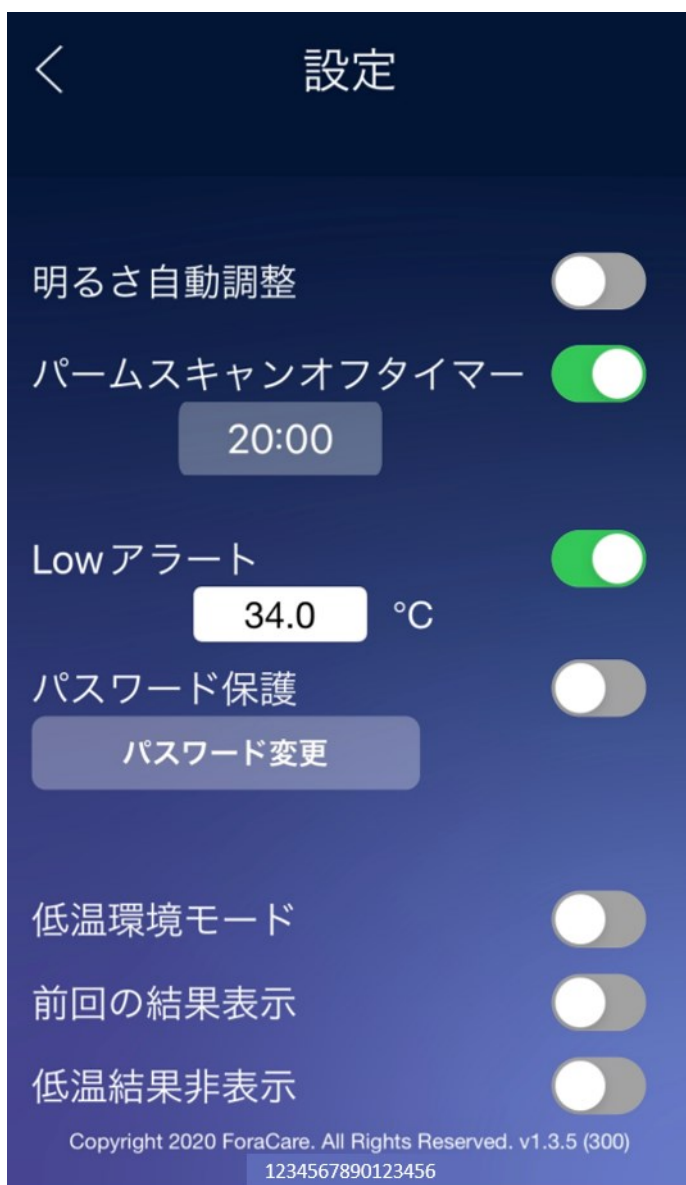 設定
明るさ自動調整
パームスキャンオフタイマー
20:00
Lowアラート
34.0 °C
パスワード保護
パスワード変更
低温環境モード
前回の結果表示
低温結果非表示
Copyright 2020 ForaCare. All Rights Reserved. v1.3.5 (300)
1234567890123456